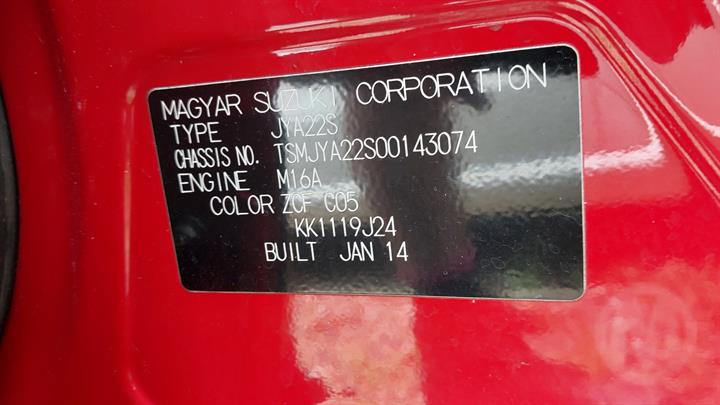 MAGYAR SUZUKI CORPORATION
TYPE JYA22S
CHASSIS NO. TSMJYA22S00143074
ENGINE M16A
COLOR ZCF C05
KK1119J24
BUILT JAN 14